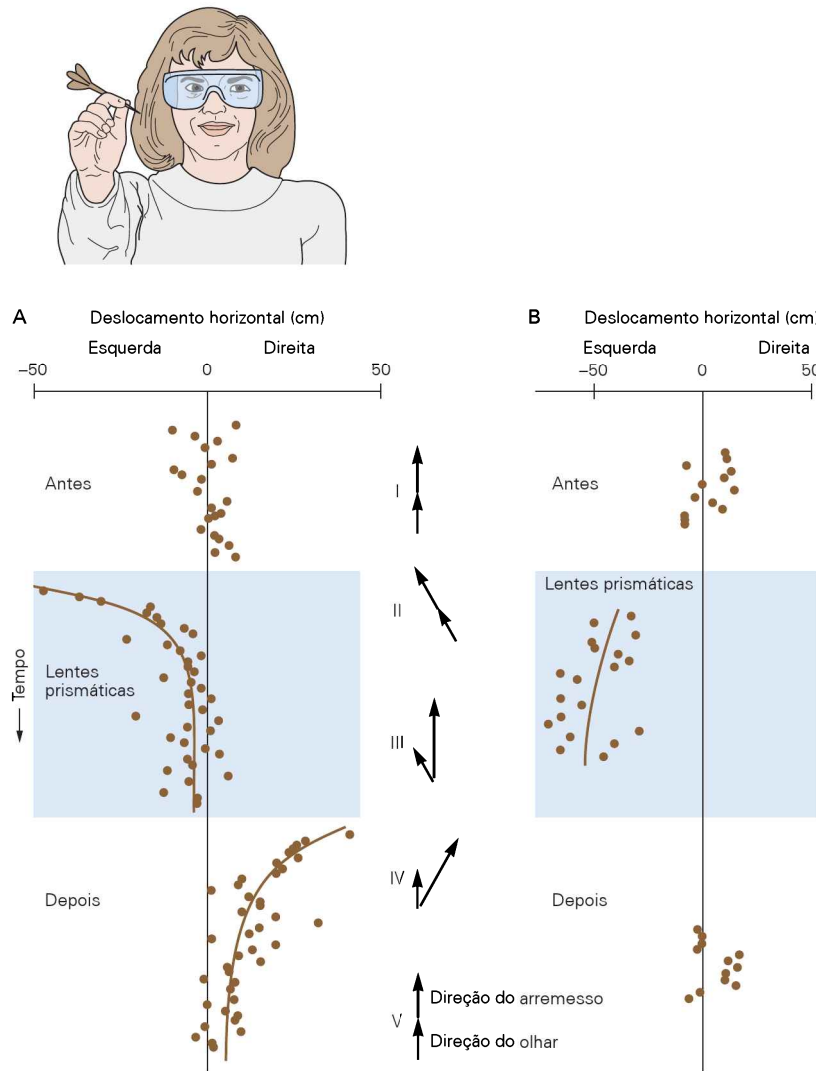 A
Deslocamento horizontal (cm)
Esquerda
Direita
−50
0
50
Antes
Lentes
prismáticas
Tempo
Depois
I
II
III
IV
V
Direção do arremesso
Direção do olhar
B
Deslocamento horizontal (cm)
Esquerda
Direita
−50
0
50
Antes
Lentes prismáticas
Depois